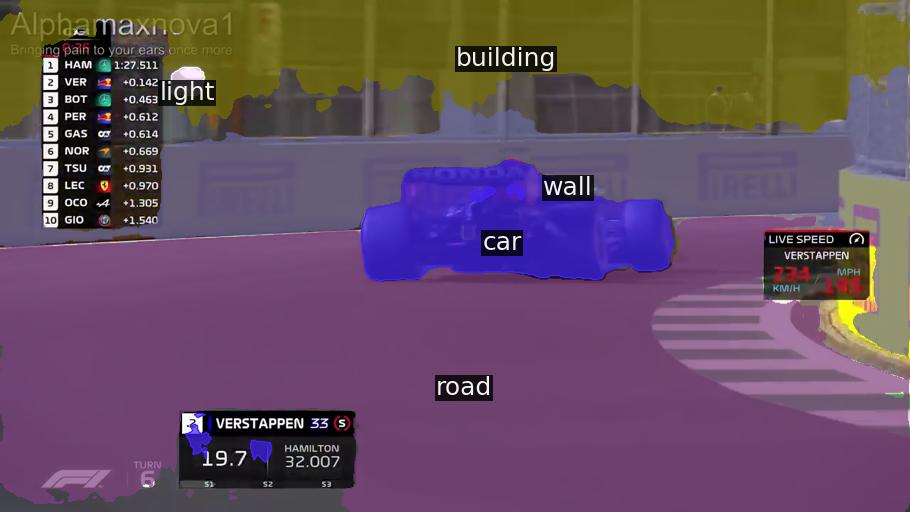 Alphamaxnova1
Bringing pain to your ears once more
1 HAM 1:27.511
2 VER +0.142
3 BOT +0.463
4 PER +0.612
5 GAS +0.614
6 NOR +0.669
7 TSU +0.931
8 LEC +0.970
9 OCO +1.305
10 GIO +1.540
light
building
HONDA
wall
PIRELLI
car
LIVE SPEED
VERSTAPPEN
234 KM/H
145 MPH
road
2 VERSTAPPEN 33 S
19.7
HAMILTON
32.007
S1 S2 S3
F1
TURN
6